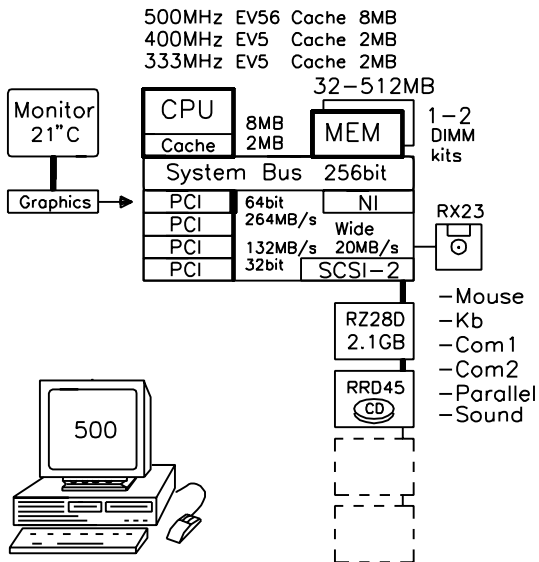 500MHz EV56 Cache 8MB
400MHz EV5 Cache 2MB
333MHz EV5 Cache 2MB
32-512MB
Monitor
21"C
CPU
Cache
8MB
2MB
MEM
1-2
DIMM
kits
System Bus 256bit
Graphics
PCI
PCI
PCI
PCI
64bit
264MB/s
132MB/s
32bit
NI
Wide
20MB/s
SCSI-2
RX23
RZ28D
2.1GB
RRD45
CD
-Mouse
-Kb
-Com1
-Com2
-Parallel
-Sound
500